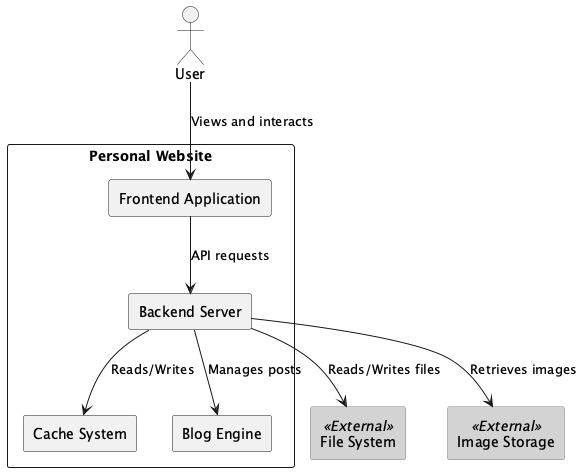 User
Views and interacts
Personal Website
Frontend Application
API requests
Backend Server
Reads/Writes
Manages posts
Reads/Writes files
Retrieves images
Cache System
Blog Engine
«External»
File System
«External»
Image Storage